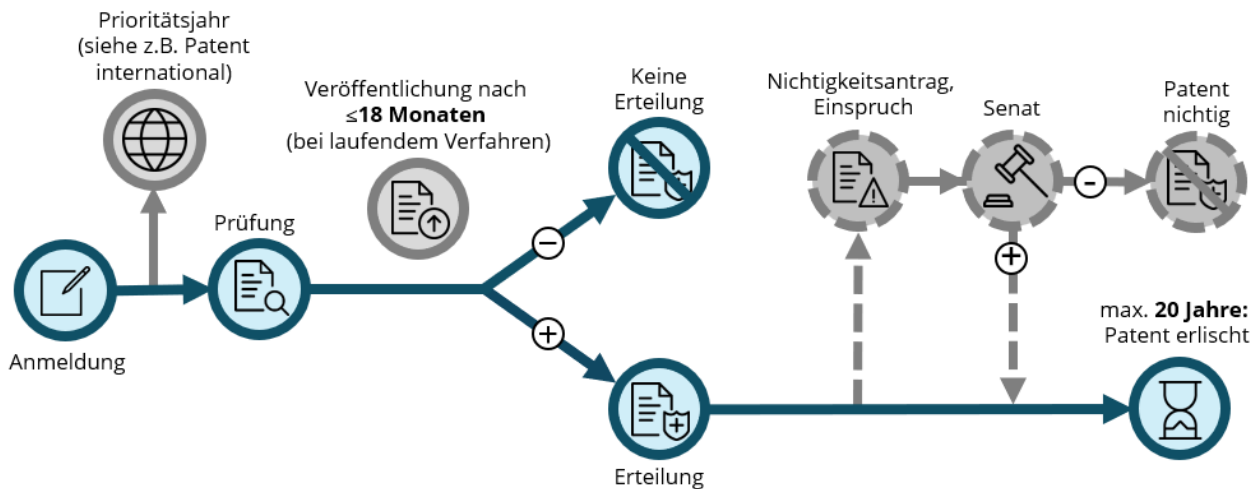 Prioritätsjahr
(siehe z.B. Patent
international)
Veröffentlichung nach
≤18 Monaten
(bei laufendem Verfahren)
Keine
Erteilung
Nichtigkeitsantrag,
Einspruch
Senat
Patent
nichtig
Prüfung
Anmeldung
max. 20 Jahre:
Patent erlischt
Erteilung